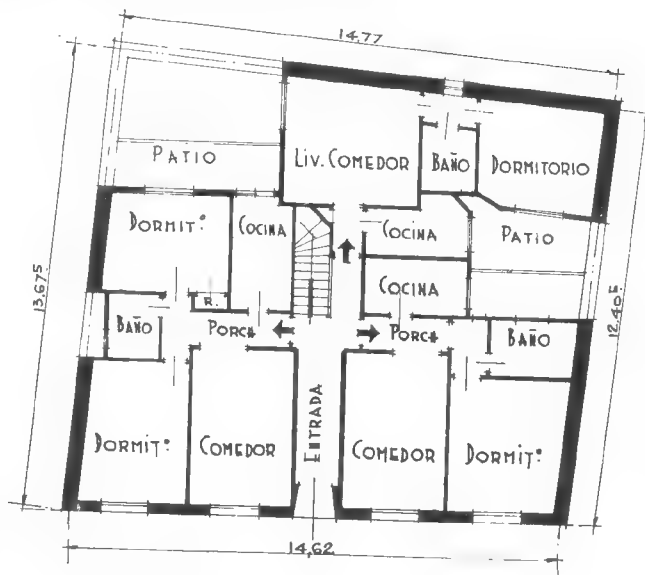 14,77
PATIO
LIV. COMEDOR
BAÑO
DORMITORIO
DORMITº
COCINA
COCINA
PATIO
COCINA
13,675
12,405
R.
BAÑO
PORCH
PORCH
BAÑO
ENTRADA
DORMITº
COMEDOR
COMEDOR
DORMITº
14,62